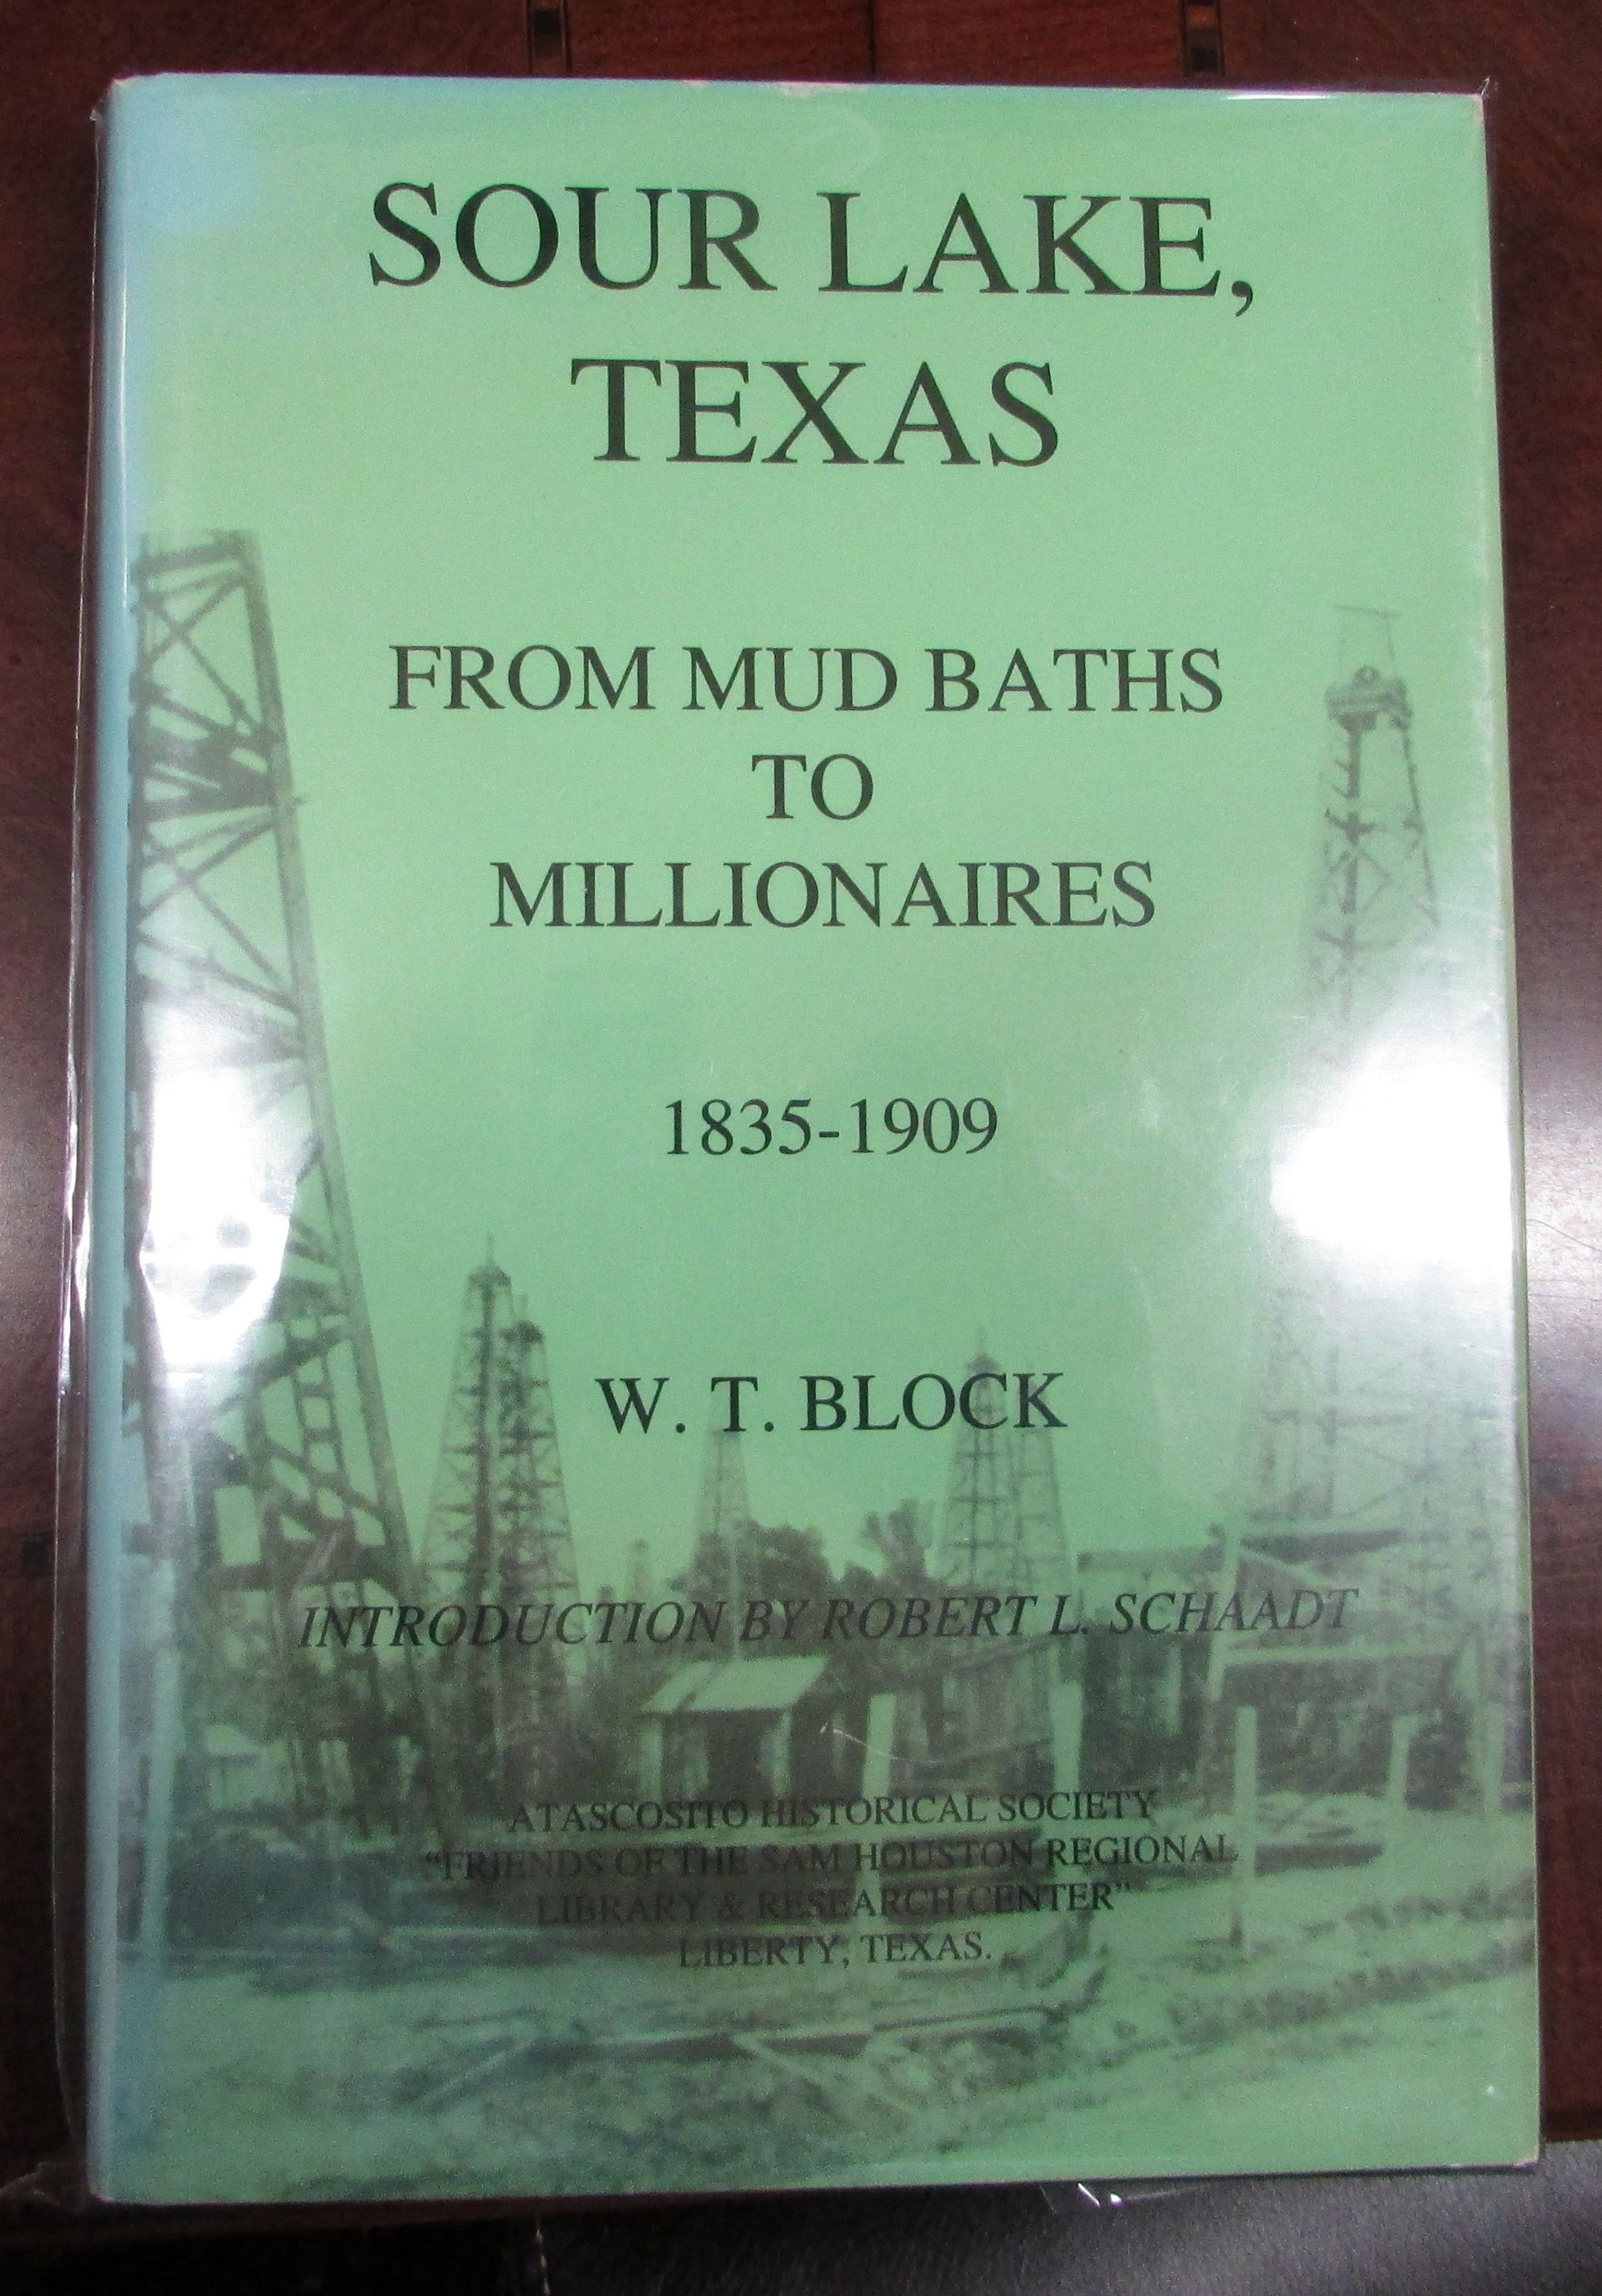 SOUR LAKE,
TEXAS
FROM MUD BATHS
TO
MILLIONAIRES
1835-1909
W. T. BLOCK
INTRODUCTION BY ROBERT L. SCHAADT
ATASCOSITO HISTORICAL SOCIETY
“FRIENDS OF THE SAM HOUSTON REGIONAL
LIBRARY & RESEARCH CENTER”
LIBERTY, TEXAS.